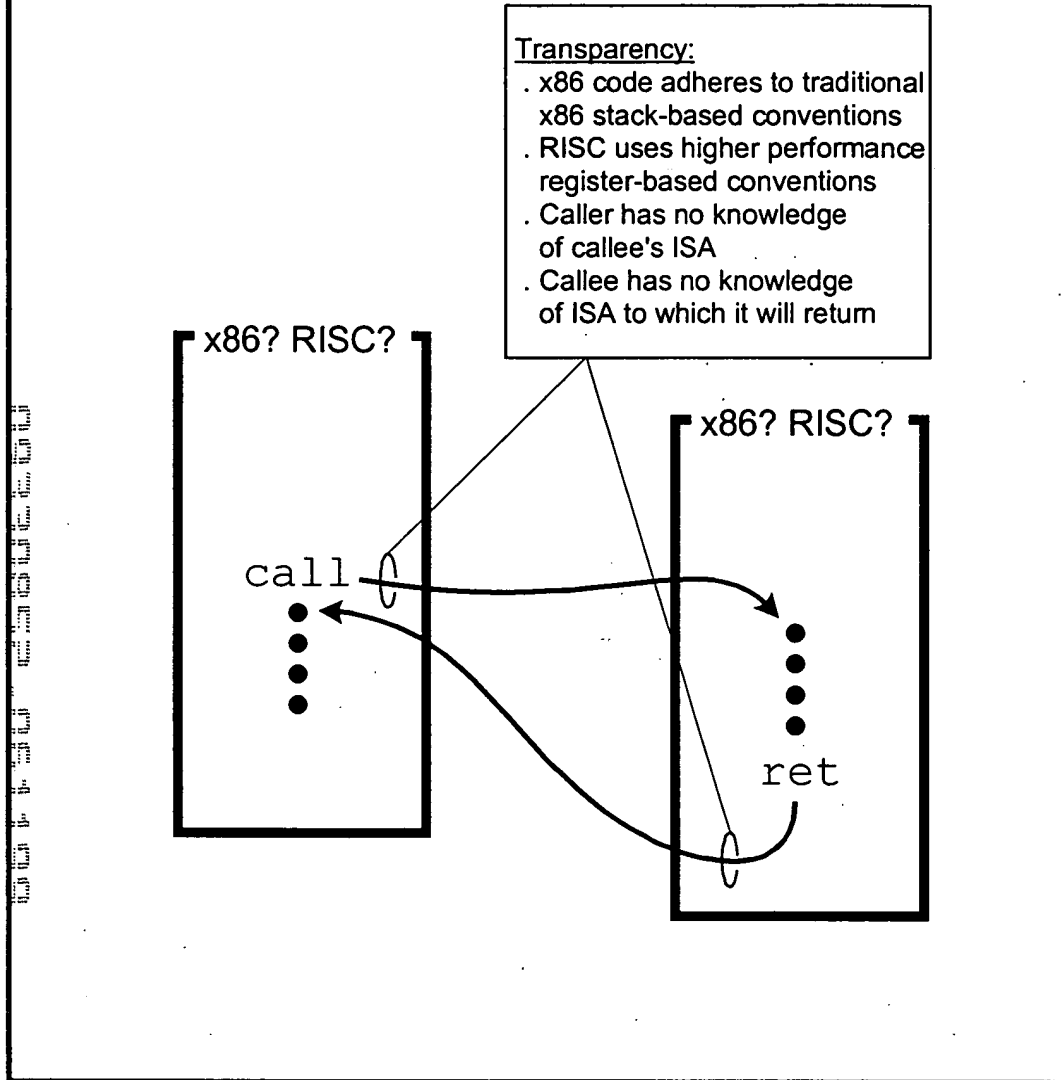 Transparency:
. x86 code adheres to traditional
x86 stack-based conventions
. RISC uses higher performance
register-based conventions
. Caller has no knowledge
of callee's ISA
. Callee has no knowledge
of ISA to which it will return
x86? RISC?
x86? RISC?
call
ret